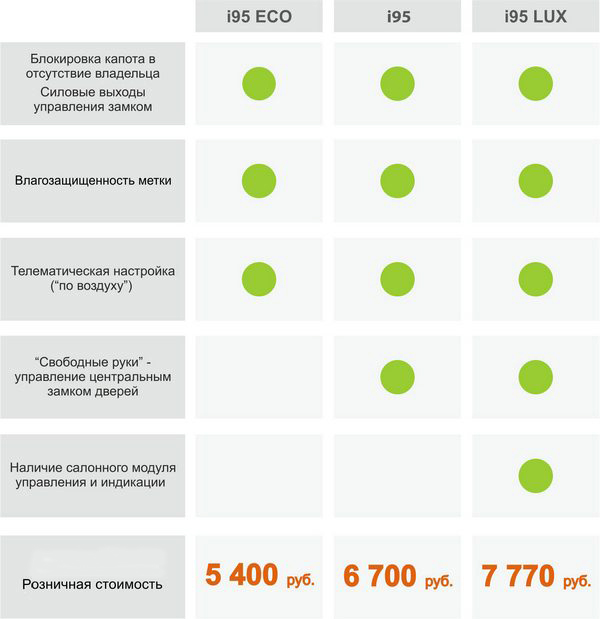 i95 ECO
i95
i95 LUX
Блокировка капота в
отсутствие владельца
Силовые выходы
управления замком
Влагозащищенность метки
Телематическая настройка
(“по воздуху”)
“Свободные руки” -
управление центральным
замком дверей
Наличие салонного модуля
управления и индикации
Розничная стоимость
5 400 руб.
6 700 руб.
7 770 руб.